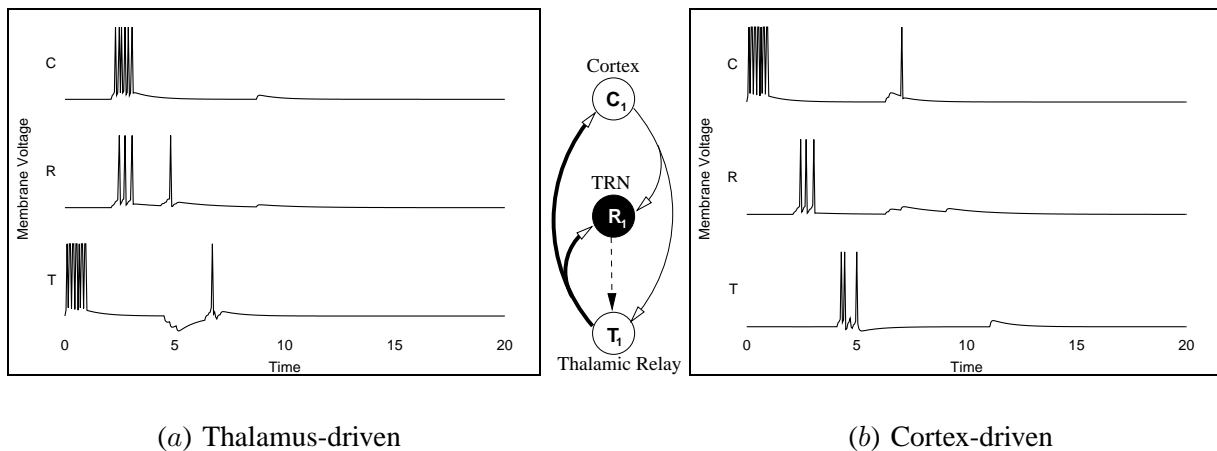 Membrane Voltage
C
R
T
0 5 10 15 20
Time
Cortex
C1
TRN
R1
T1
Thalamic Relay
Membrane Voltage
C
R
T
0 5 10 15 20
Time
(a) Thalamus-driven
(b) Cortex-driven